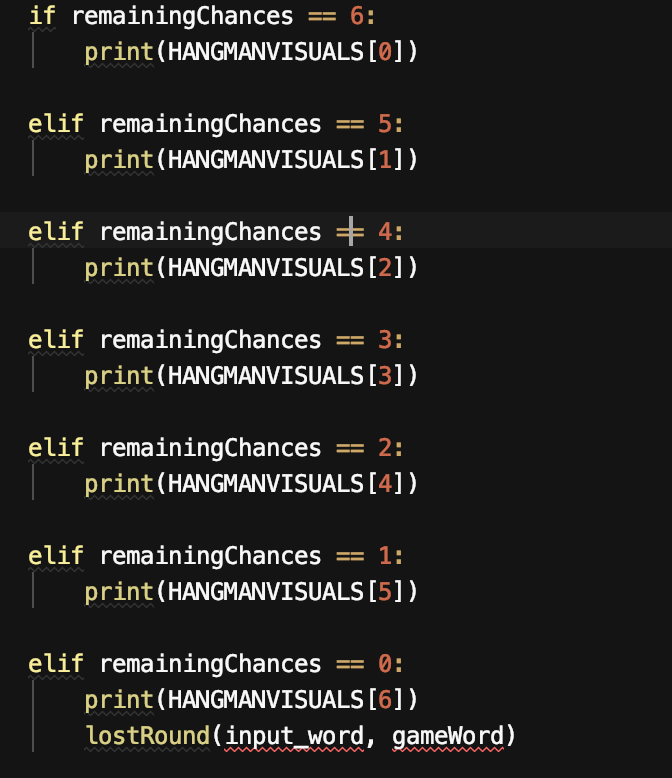 if remainingChances == 6:
    print(HANGMANVISUALS[0])
elif remainingChances == 5:
    print(HANGMANVISUALS[1])
elif remainingChances == 4:
    print(HANGMANVISUALS[2])
elif remainingChances == 3:
    print(HANGMANVISUALS[3])
elif remainingChances == 2:
    print(HANGMANVISUALS[4])
elif remainingChances == 1:
    print(HANGMANVISUALS[5])
elif remainingChances == 0:
    print(HANGMANVISUALS[6])
    lostRound(input_word, gameWord)